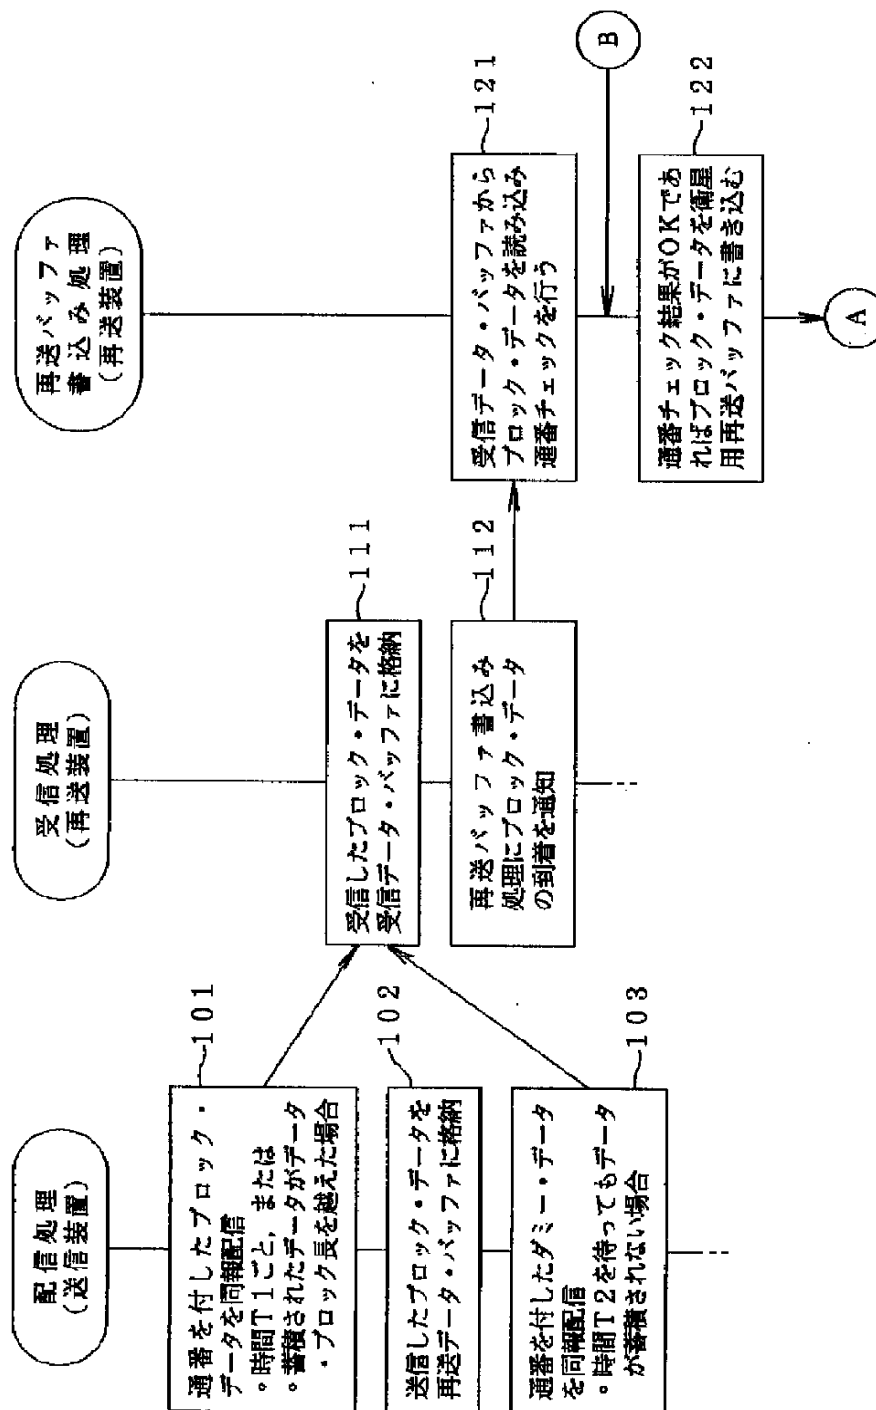 配信処理
(送信装置)
通番を付したブロック・
データを同報配信
。時間T1ごと，または
。蓄積されたデータがデータ
・ブロック長を越えた場合
101
送信したブロック・データを
再送データ・バッファに格納
102
通番を付したダミー・データ
を同報配信
。時間T2を待ってもデータ
が蓄積されない場合
103
受信処理
(再送装置)
受信したブロック・データを
受信データ・バッファに格納
111
再送バッファ書込み
処理にブロック・データ
の到着を通知
112
再送バッファ
書込み処理
(再送装置)
受信データ・バッファから
ブロック・データを読み込み
通番チェックを行う
121
B
通番チェック結果がOKであ
ればブロック・データを衛星
用再送バッファに書き込む
122
A